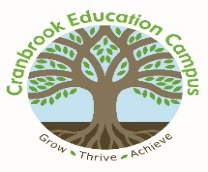 Cranbrook Education Campus
Grow Thrive Achieve